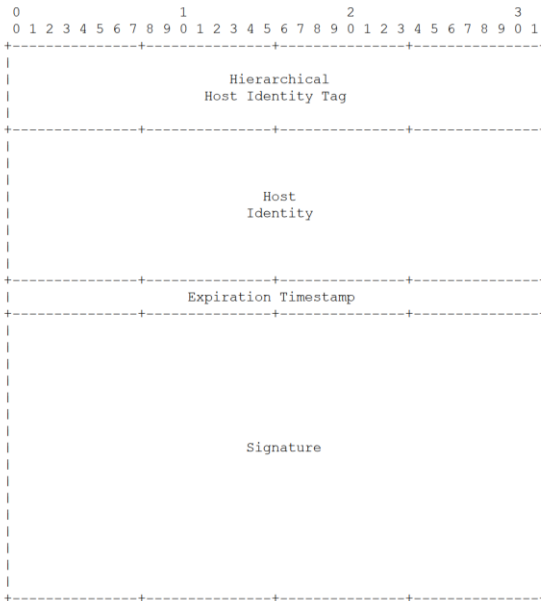 0 1 2 3
0 1 2 3 4 5 6 7 8 9 0 1 2 3 4 5 6 7 8 9 0 1 2 3 4 5 6 7 8 9 0 1
Hierarchical
Host Identity Tag
Host
Identity
Expiration Timestamp
Signature